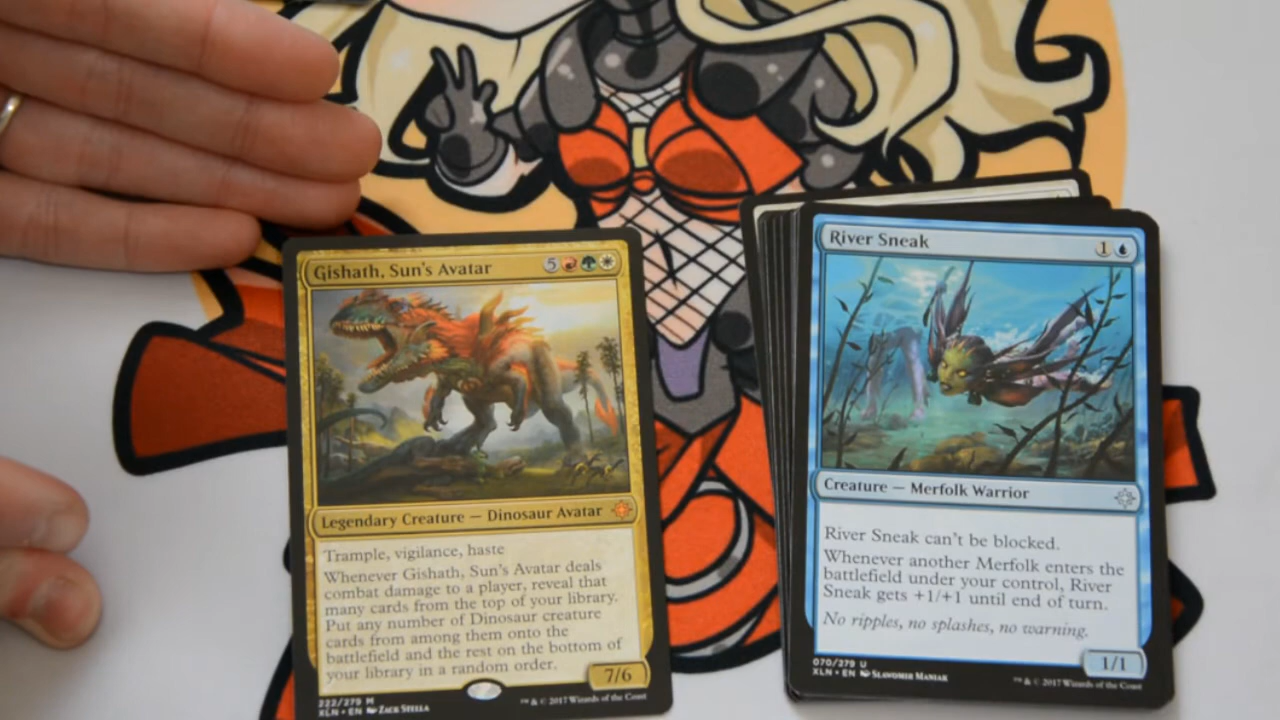 Gishath, Sun's Avatar
5
Legendary Creature — Dinosaur Avatar
Trample, vigilance, haste
Whenever Gishath, Sun's Avatar deals
combat damage to a player, reveal that
many cards from the top of your library.
Put any number of Dinosaur creature
cards from among them onto the
battlefield and the rest on the bottom of
your library in a random order.
7/6
222/279 M
XLN • EN Zack Stella
™ & © 2017 Wizards of the Coast
River Sneak
1
Creature — Merfolk Warrior
River Sneak can't be blocked.
Whenever another Merfolk enters the
battlefield under your control, River
Sneak gets +1/+1 until end of turn.
No ripples, no splashes, no warning.
1/1
070/279 U
XLN • EN Slawomir Maniak
™ & © 2017 Wizards of the Coast